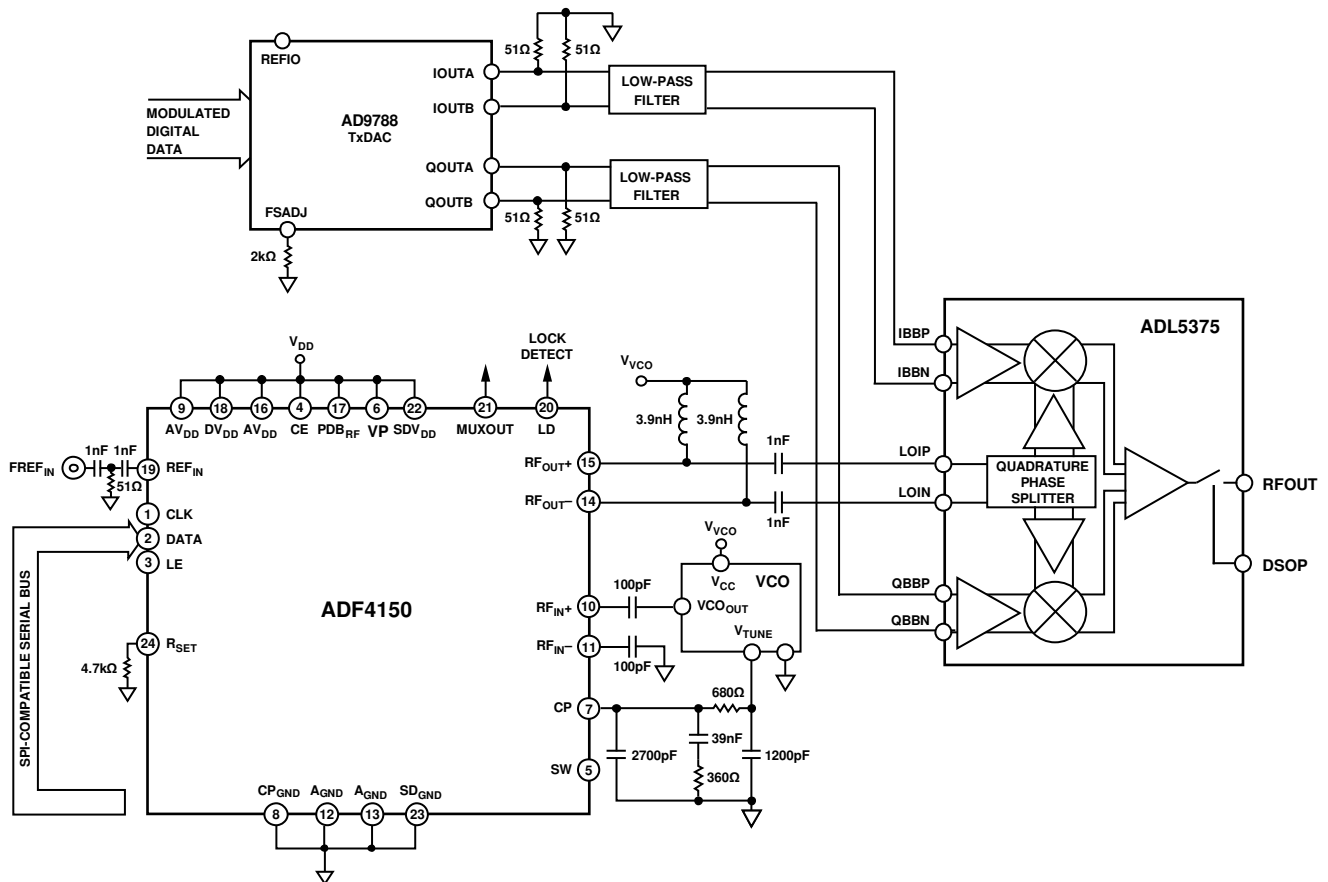 REFIO
51Ω
51Ω
IOUTA
IOUTB
LOW-PASS
FILTER
MODULATED
DIGITAL
DATA
AD9788
TxDAC
QOUTA
QOUTB
LOW-PASS
FILTER
FSADJ
51Ω
51Ω
2kΩ
ADL5375
IBBP
IBBN
LOIP
LOIN
QUADRATURE
PHASE
SPLITTER
RFOUT
DSOP
QBBP
QBBN
VDD
LOCK
DETECT
VVCO
9
18
16
4
17
6
22
21
20
AVDD
DVDD
AVDD
CE
PDBRF
VP
SDVDD
MUXOUT
LD
3.9nH
3.9nH
1nF
1nF
1nF
1nF
FREFIN
51Ω
19
REFIN
1
CLK
2
DATA
3
LE
RFOUT+
15
RFOUT−
14
SPI-COMPATIBLE SERIAL BUS
ADF4150
24
RSET
4.7kΩ
VVCO
VCC
VCO
VCOOUT
VTUNE
100pF
RFIN+
10
RFIN−
11
100pF
CP
7
680Ω
2700pF
39nF
360Ω
1200pF
SW
5
CPGND
AGND
AGND
SDGND
8
12
13
23